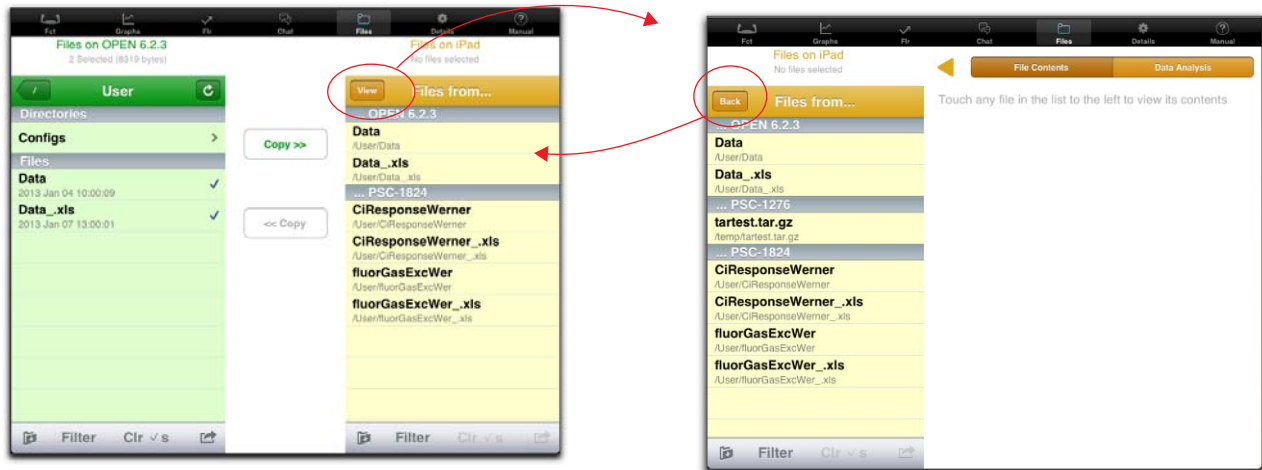 Fct Graphs Flr Chat Files Details Manual
Files on OPEN 6.2.3
2 Selected (8319 bytes)
/ User
Directories
Configs >
Files
Data ✓
2013 Jan 04 10:00:09
Data_.xls ✓
2013 Jan 07 13:00:01
Filter Clr ✓s
Copy >>
<< Copy
Files on iPad
No files selected
View Files from...
... OPEN 6.2.3
Data
/User/Data
Data_.xls
/User/Data_.xls
... PSC-1824
CiResponseWerner
/User/CiResponseWerner
CiResponseWerner_.xls
/User/CiResponseWerner_.xls
fluorGasExcWer
/User/fluorGasExcWer
fluorGasExcWer_.xls
/User/fluorGasExcWer_.xls
Filter Clr ✓s
Fct Graphs Flr Chat Files Details Manual
Files on iPad
No files selected
Back Files from...
... OPEN 6.2.3
Data
/User/Data
Data_.xls
/User/Data_.xls
... PSC-1276
tartest.tar.gz
/temp/tartest.tar.gz
... PSC-1824
CiResponseWerner
/User/CiResponseWerner
CiResponseWerner_.xls
/User/CiResponseWerner_.xls
fluorGasExcWer
/User/fluorGasExcWer
fluorGasExcWer_.xls
/User/fluorGasExcWer_.xls
Filter Clr ✓s
File Contents Data Analysis
Touch any file in the list to the left to view its contents